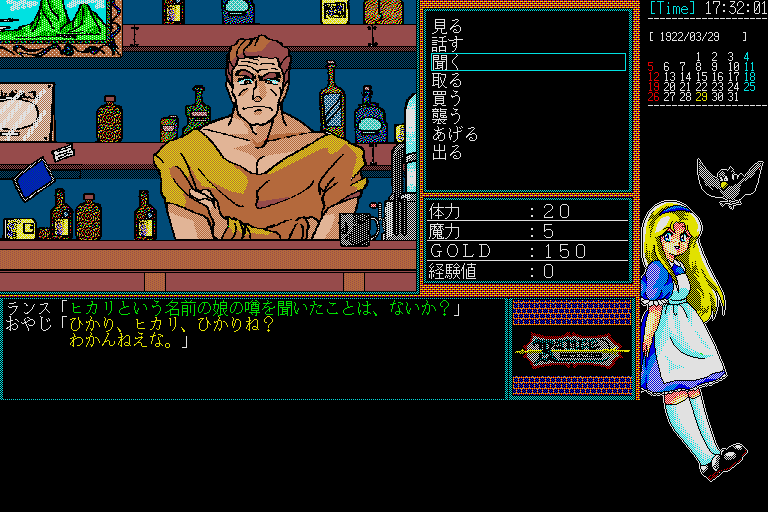 見る
話す
聞く
取る
買う
襲う
あげる
出る
体力 :20
魔力 :5
GOLD :150
経験値 :0
ランス「ヒカリという名前の娘の噂を聞いたことは、ないか?」
おやじ「ひかり、ヒカリ、ひかりね?
わかんねえな。」
[Time] 17:32:01
[ 1922/03/29 ]
1 2 3 4
5 6 7 8 9 10 11
12 13 14 15 16 17 18
19 20 21 22 23 24 25
26 27 28 29 30 31